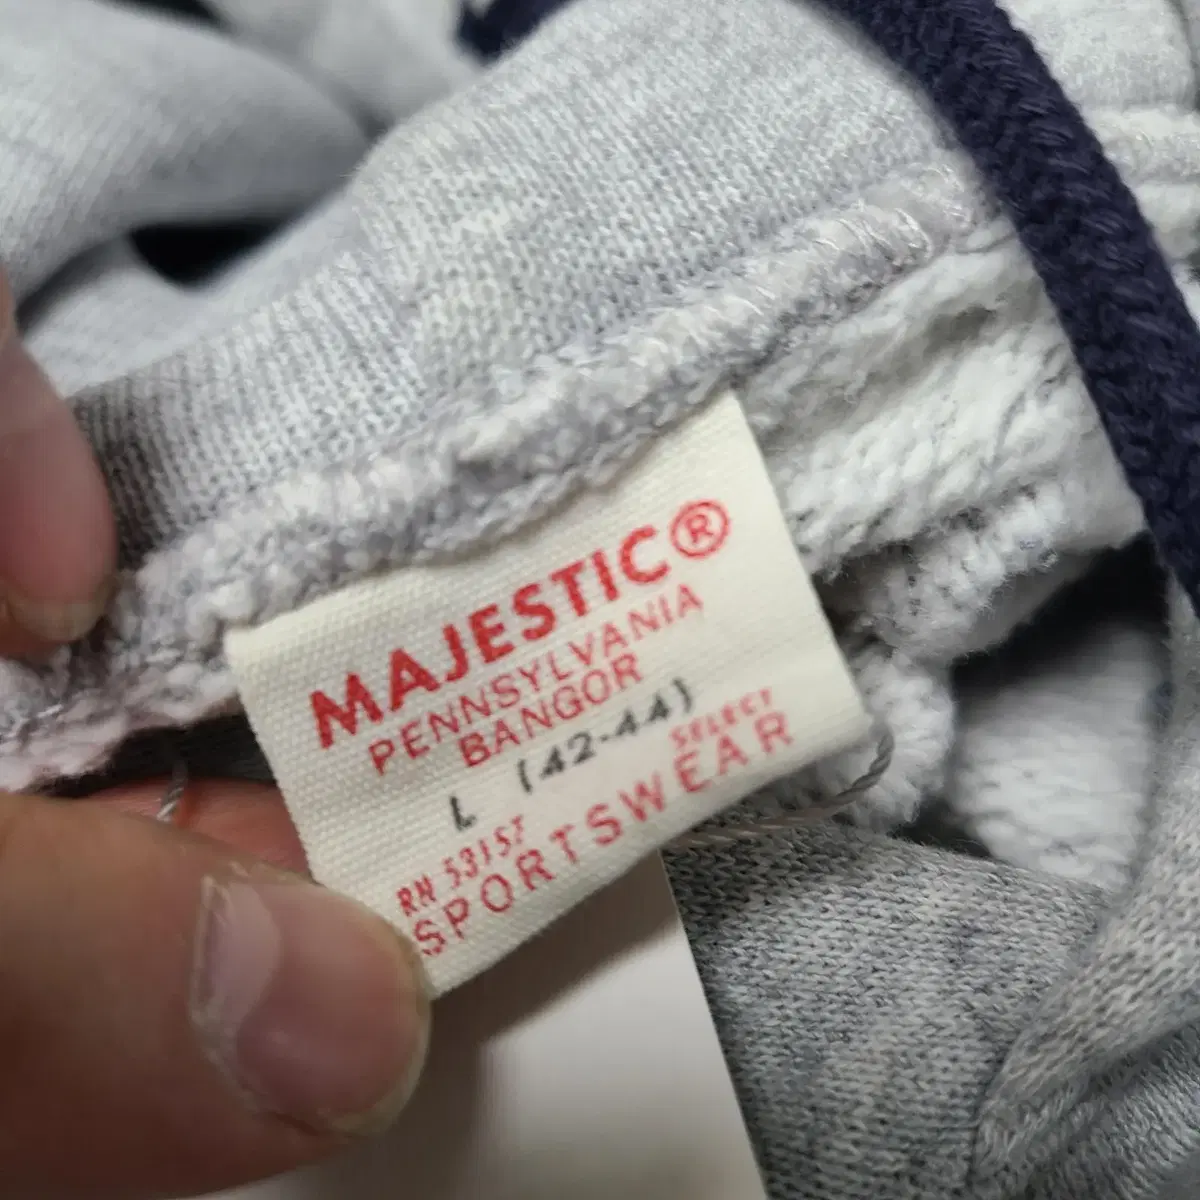 MAJESTIC®
PENNSYLVANIA
BANGOR
L (42-44)
SELECT
RN 53157
SPORTSWEAR